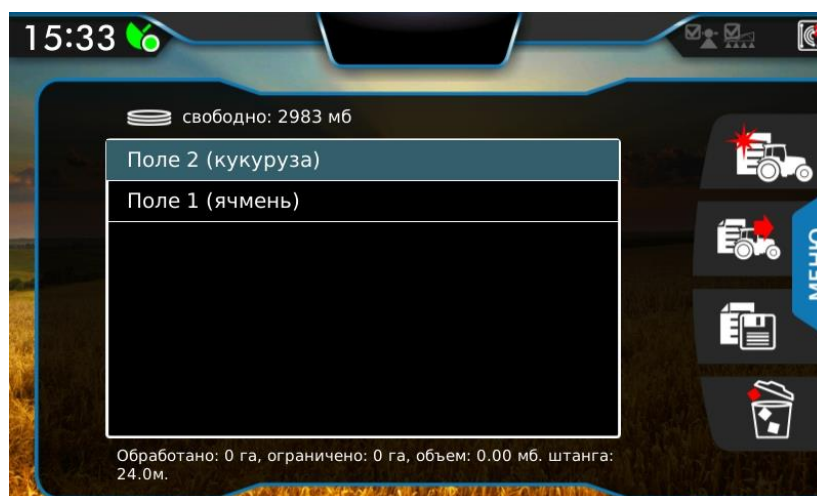 15:33
свободно: 2983 мб
Поле 2 (кукуруза)
Поле 1 (ячмень)
МЕНЮ
Обработано: 0 га, ограничено: 0 га, объем: 0.00 мб. штанга:
24.0м.